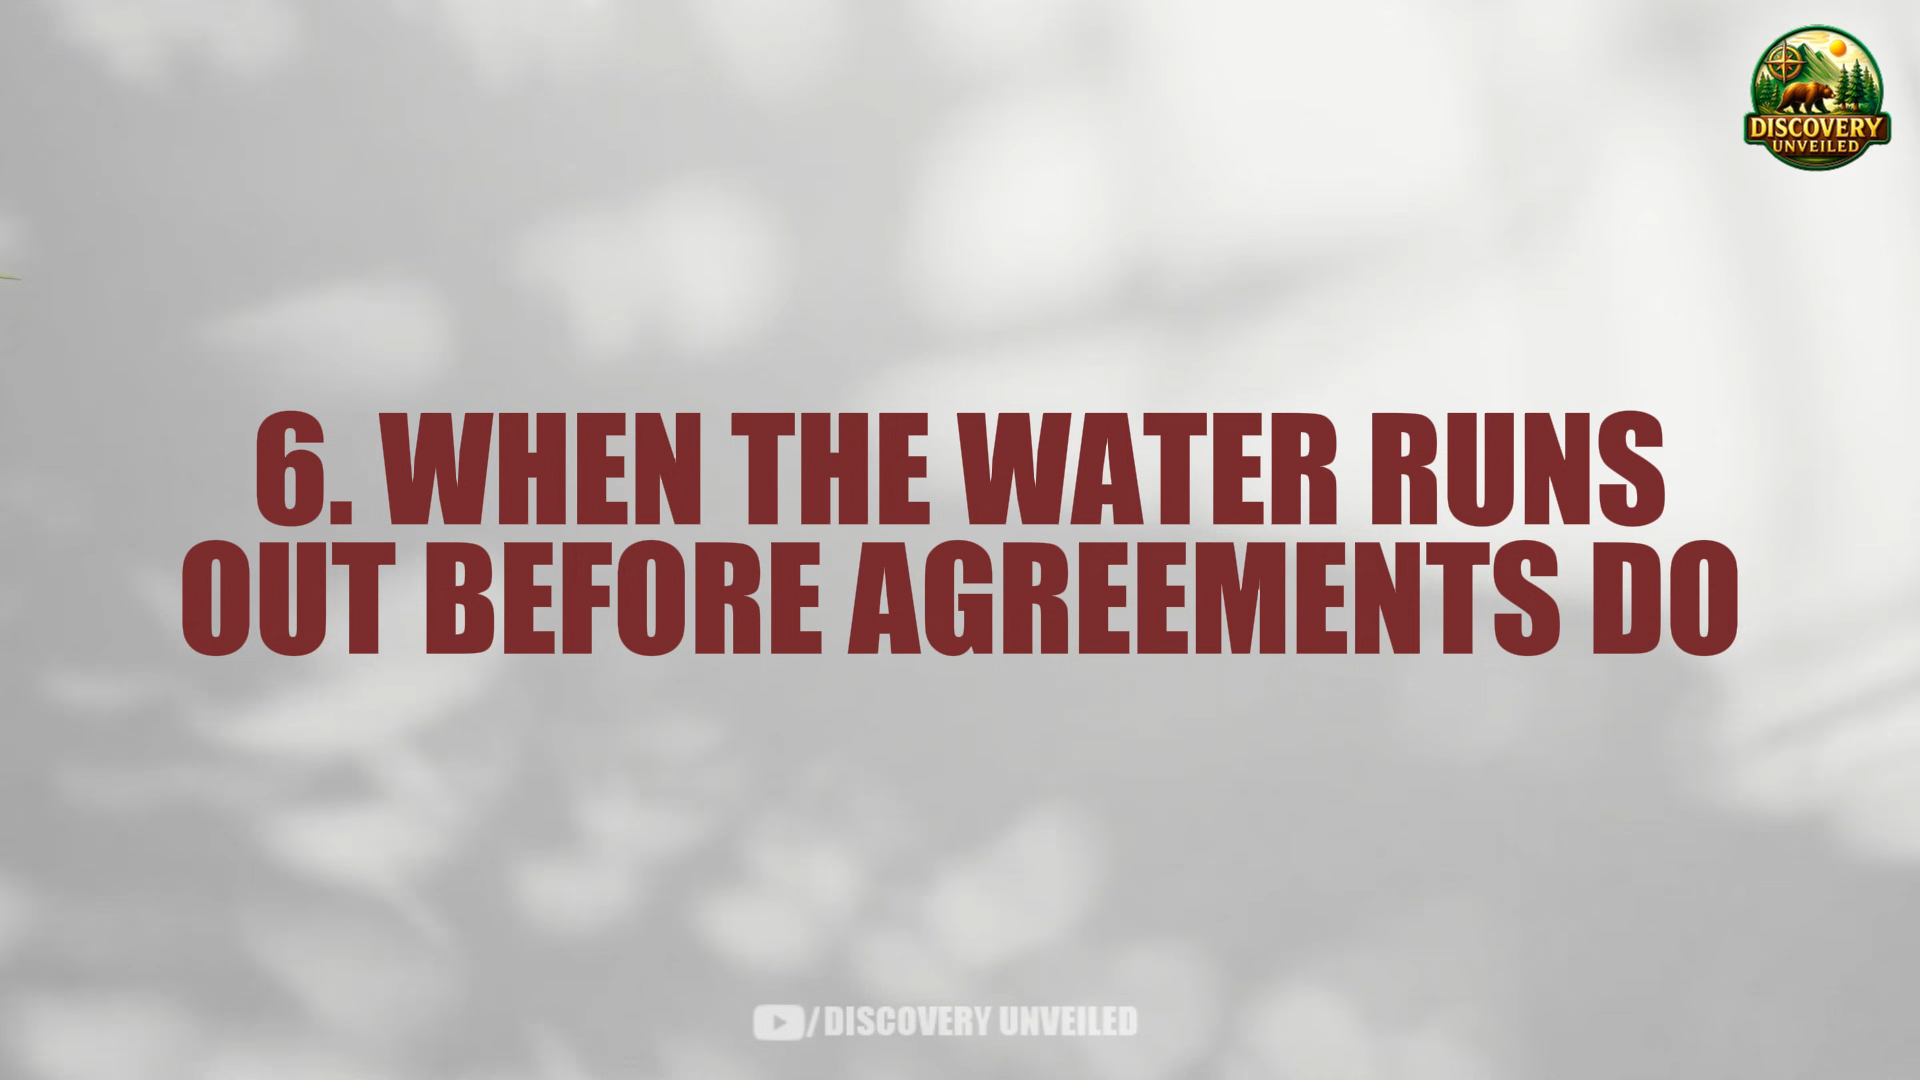 DISCOVERY
UNVEILED
6. WHEN THE WATER RUNS
OUT BEFORE AGREEMENTS DO
/DISCOVERY UNVEILED